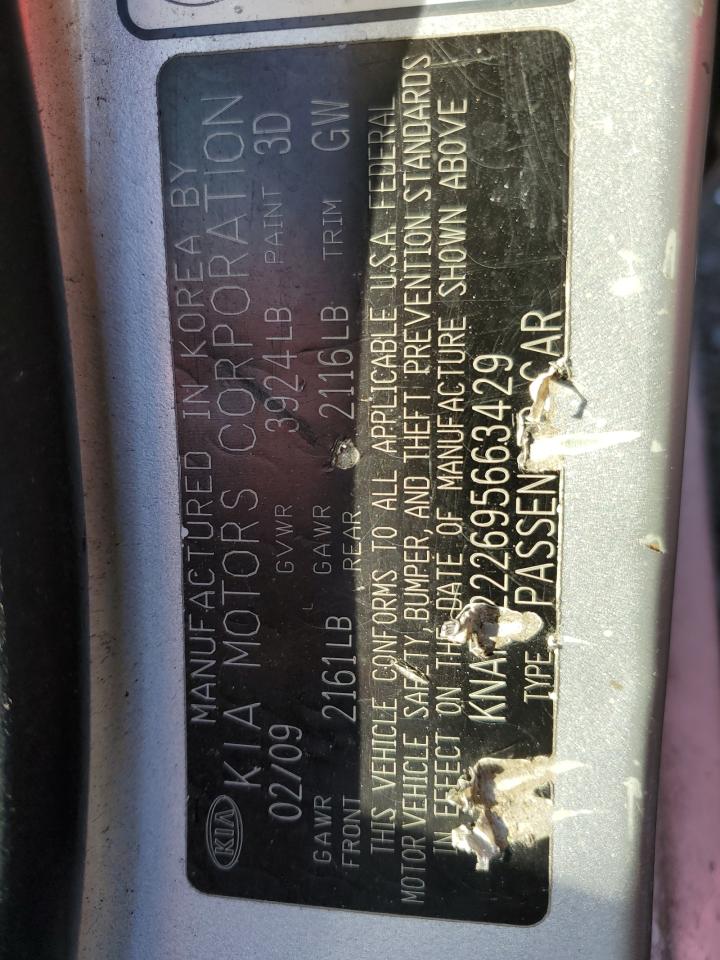 MANUFACTURED IN KOREA BY
KIA KIA MOTORS CORPORATION
02/09 GVWR 3924LB PAINT 3D
GAWR FRONT 2161LB GAWR REAR 2116LB TRIM GW
THIS VEHICLE CONFORMS TO ALL APPLICABLE U.S.A. FEDERAL
MOTOR VEHICLE SAFETY, BUMPER, AND THEFT PREVENTION STANDARDS
IN EFFECT ON THE DATE OF MANUFACTURE SHOWN ABOVE
KNA 222695663429
TYPE: PASSEN CAR